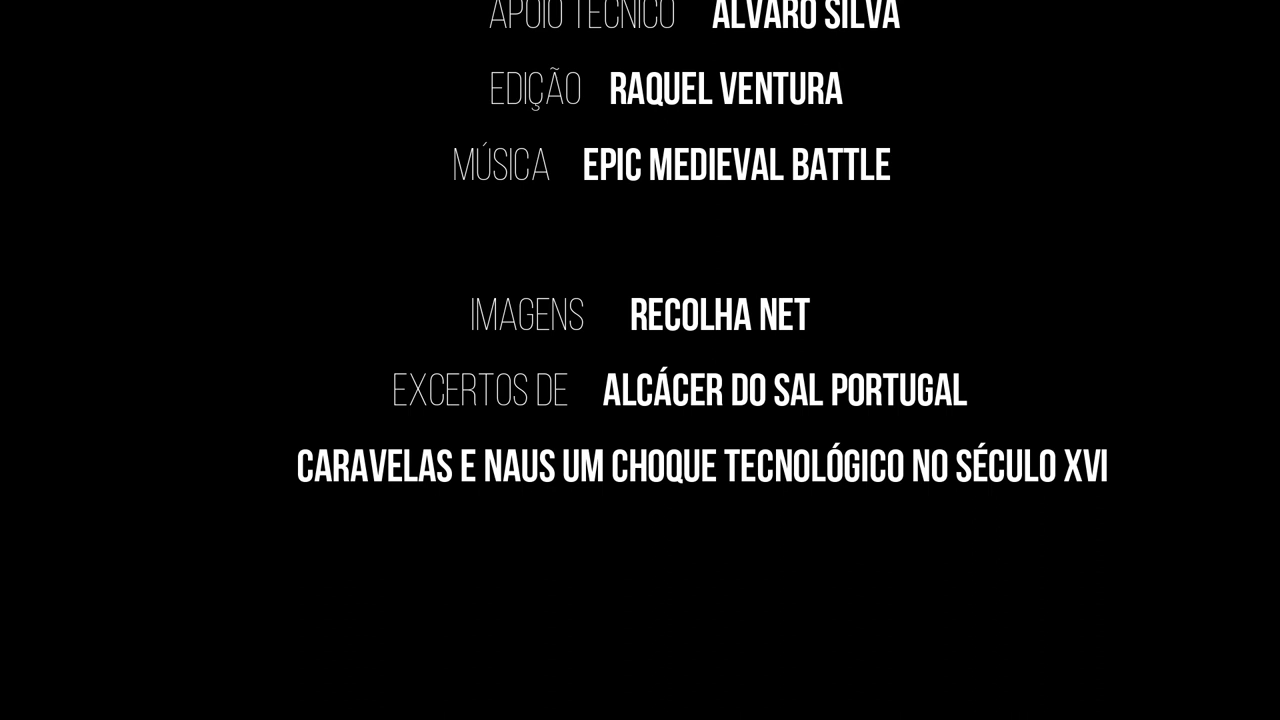 APOIO TÉCNICO ÁLVARO SILVA
EDIÇÃO RAQUEL VENTURA
MÚSICA EPIC MEDIEVAL BATTLE
IMAGENS RECOLHA NET
EXCERTOS DE ALCÁCER DO SAL PORTUGAL
CARAVELAS E NAUS UM CHOQUE TECNOLÓGICO NO SÉCULO XVI